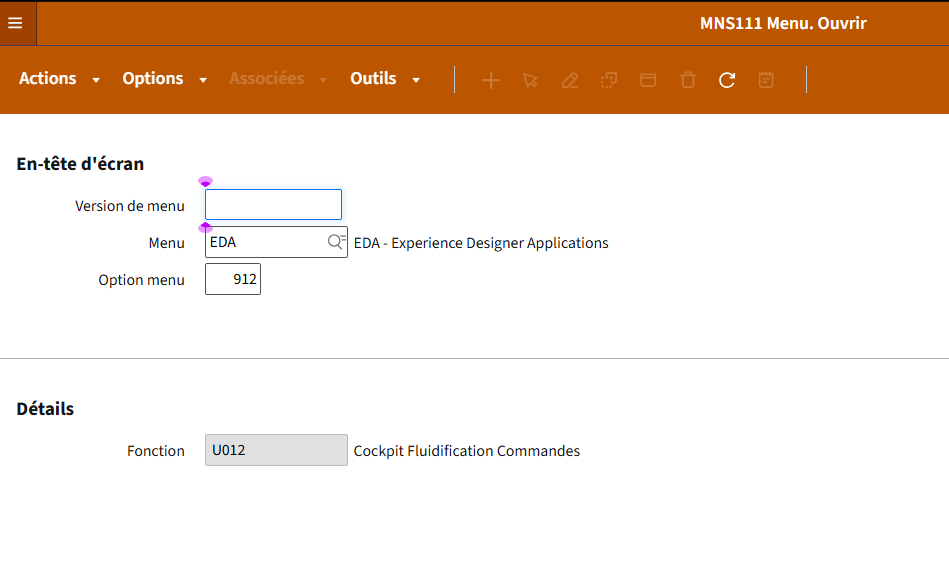 MNS111 Menu. Ouvrir
Actions Options Associées Outils
En-tête d'écran
Version de menu
Menu EDA EDA - Experience Designer Applications
Option menu 912
Détails
Fonction U012 Cockpit Fluidification Commandes